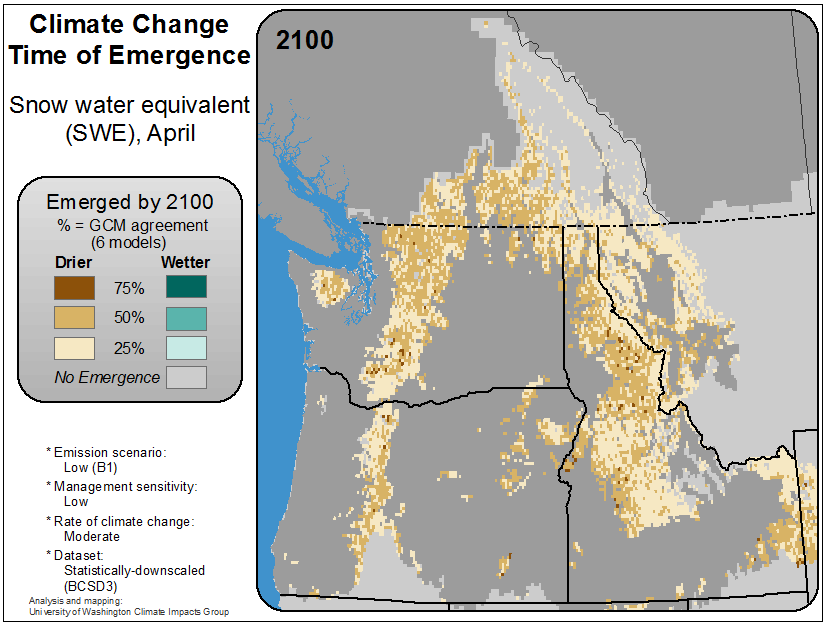 Climate Change
Time of Emergence
Snow water equivalent
(SWE), April
Emerged by 2100
% = GCM agreement
(6 models)
Drier Wetter
75%
50%
25%
No Emergence
* Emission scenario:
Low (B1)
* Management sensitivity:
Low
* Rate of climate change:
Moderate
* Dataset:
Statistically-downscaled
(BCSD3)
Analysis and mapping:
University of Washington Climate Impacts Group
2100